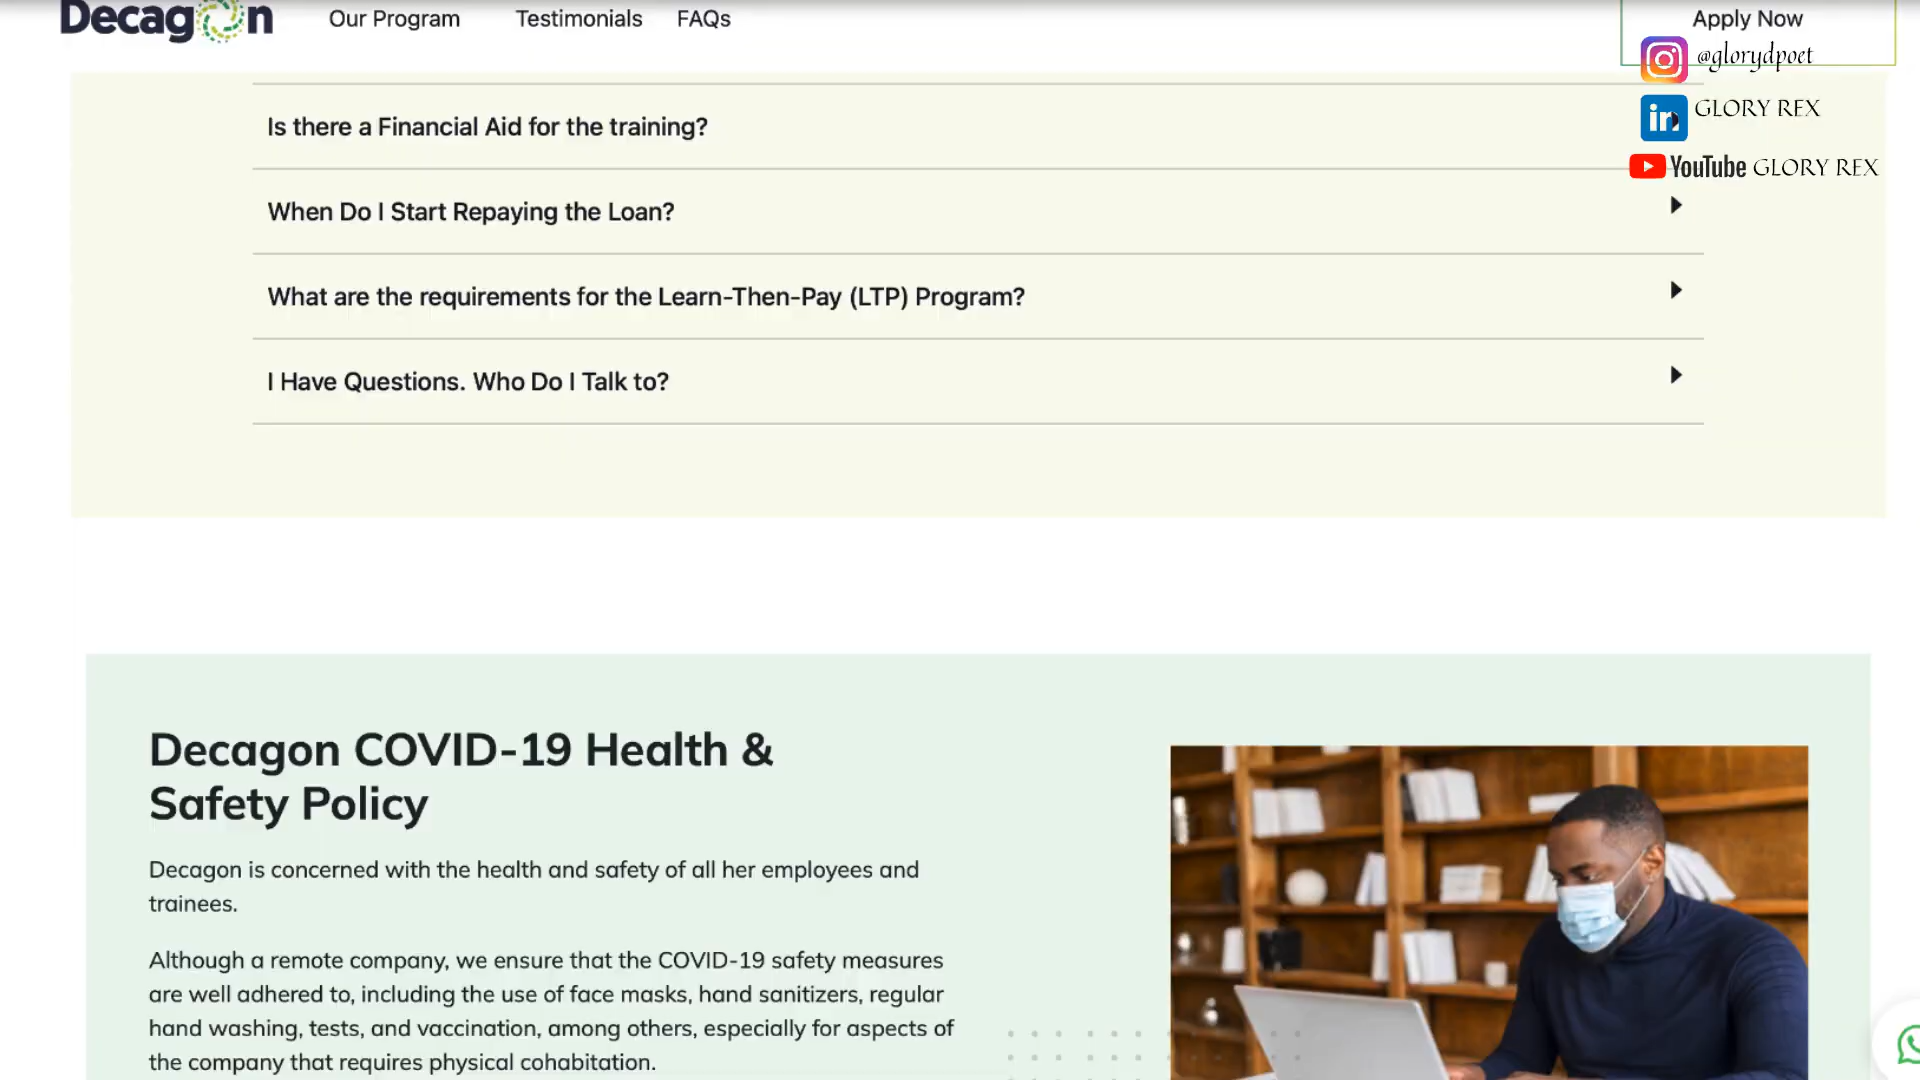 Decagon
Our Program
Testimonials
FAQs
Apply Now
@glorydpoet
in
GLORY REX
YouTube GLORY REX
Is there a Financial Aid for the training?
When Do I Start Repaying the Loan?
What are the requirements for the Learn-Then-Pay (LTP) Program?
I Have Questions. Who Do I Talk to?
Decagon COVID-19 Health &
Safety Policy
Decagon is concerned with the health and safety of all her employees and
trainees.
Although a remote company, we ensure that the COVID-19 safety measures
are well adhered to, including the use of face masks, hand sanitizers, regular
hand washing, tests, and vaccination, among others, especially for aspects of
the company that requires physical cohabitation.